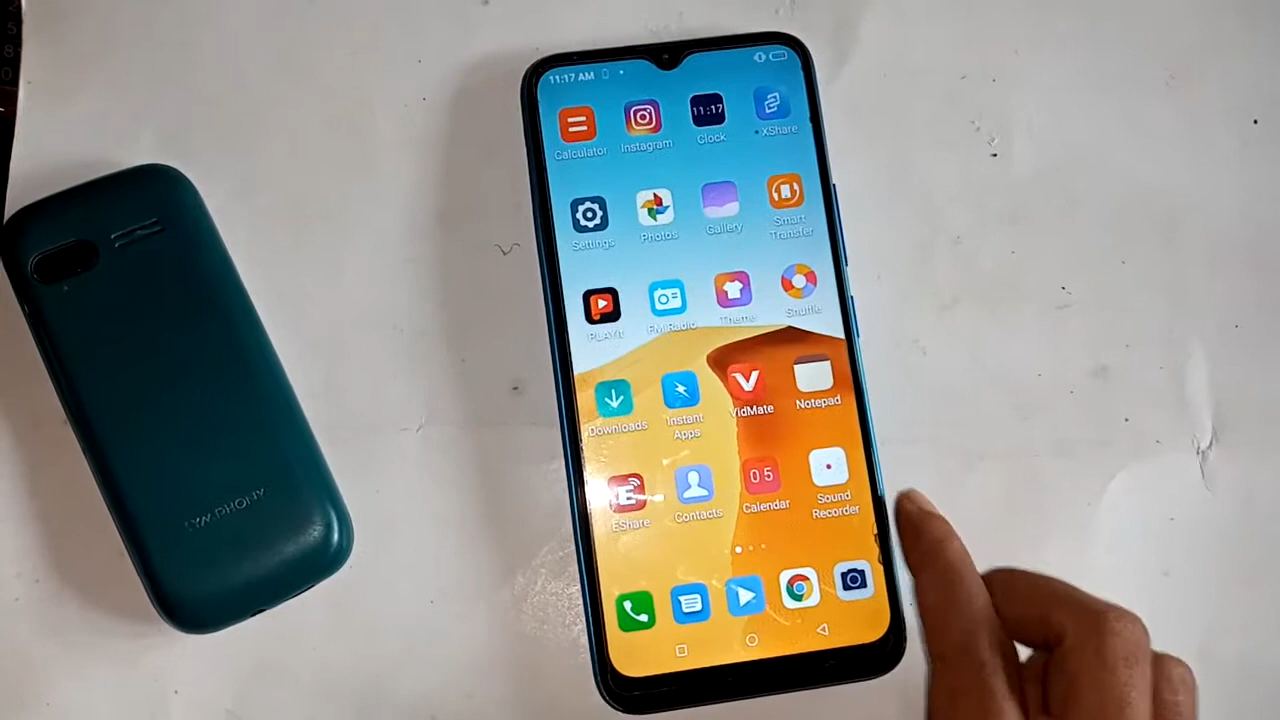 11:17 AM
11:17
Calculator
Instagram
Clock
XShare
Settings
Photos
Gallery
Smart
Transfer
PLAYit
FM Radio
Theme
Shuffle
Downloads
Instant
Apps
VidMate
Notepad
05
EShare
Contacts
Calendar
Sound
Recorder
SYMPHONY